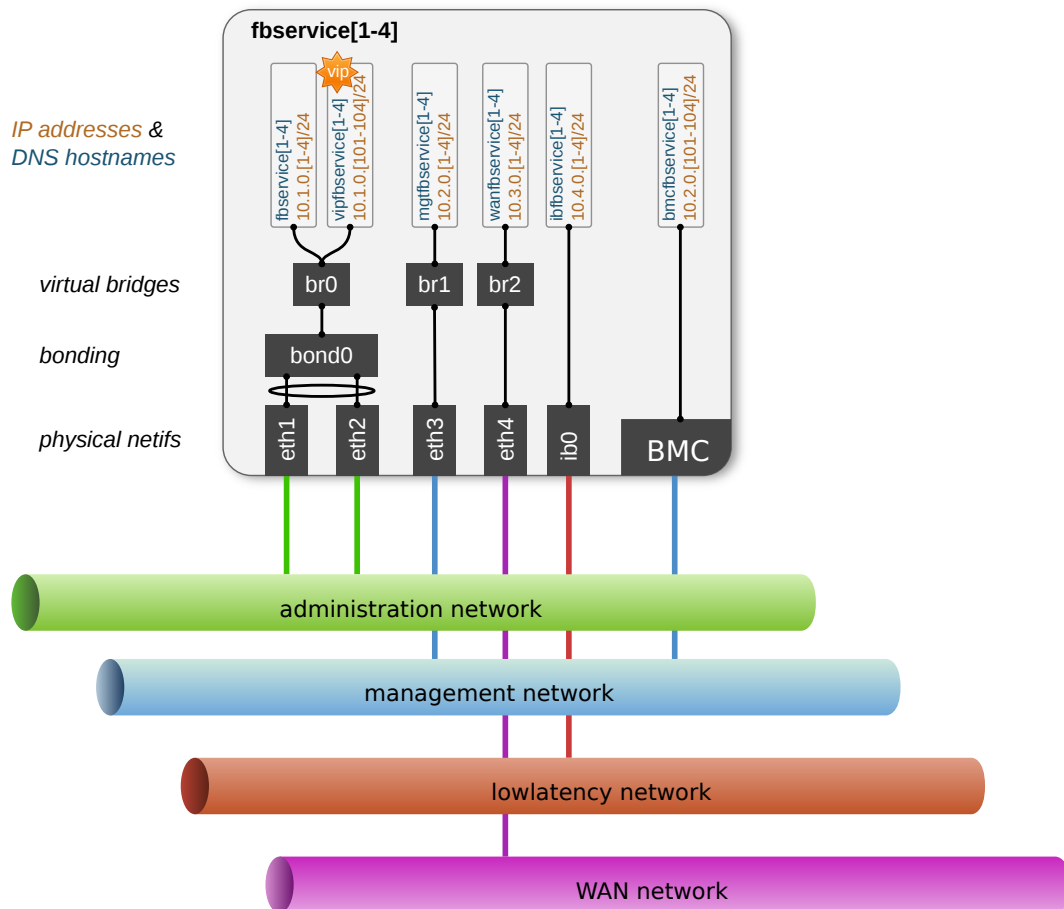 fbservice[1-4]
vip
IP addresses &
DNS hostnames
fbservice[1-4]
10.1.0.[1-4]/24
vipfbservice[1-4]
10.1.0.[101-104]/24
mgtfbservice[1-4]
10.2.0.[1-4]/24
wanfbservice[1-4]
10.3.0.[1-4]/24
ibfbservice[1-4]
10.4.0.[1-4]/24
bmcfbservice[1-4]
10.2.0.[101-104]/24
virtual bridges
br0
br1
br2
bonding
bond0
physical netifs
eth1
eth2
eth3
eth4
ib0
BMC
administration network
management network
lowlatency network
WAN network